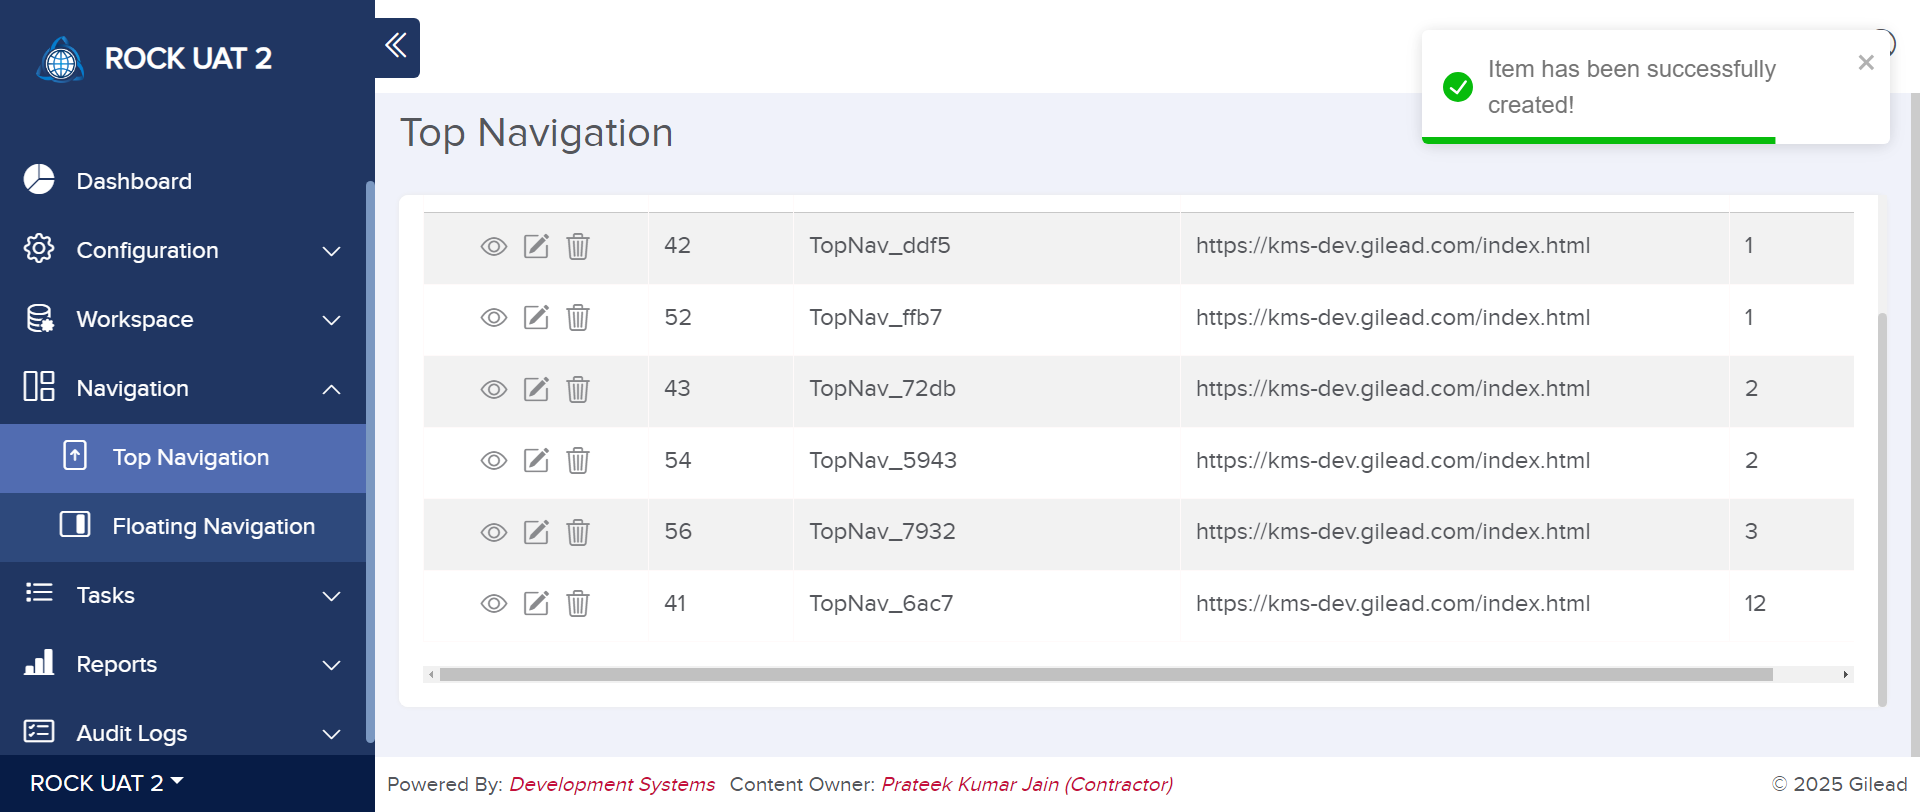 ROCK UAT 2
Item has been successfully
created!
Top Navigation
Dashboard
Configuration
Workspace
Navigation
Top Navigation
Floating Navigation
Tasks
Reports
Audit Logs
ROCK UAT 2
42 TopNav_ddf5 https://kms-dev.gilead.com/index.html 1
52 TopNav_ffb7 https://kms-dev.gilead.com/index.html 1
43 TopNav_72db https://kms-dev.gilead.com/index.html 2
54 TopNav_5943 https://kms-dev.gilead.com/index.html 2
56 TopNav_7932 https://kms-dev.gilead.com/index.html 3
41 TopNav_6ac7 https://kms-dev.gilead.com/index.html 12
Powered By: Development Systems Content Owner: Prateek Kumar Jain (Contractor) © 2025 Gilead